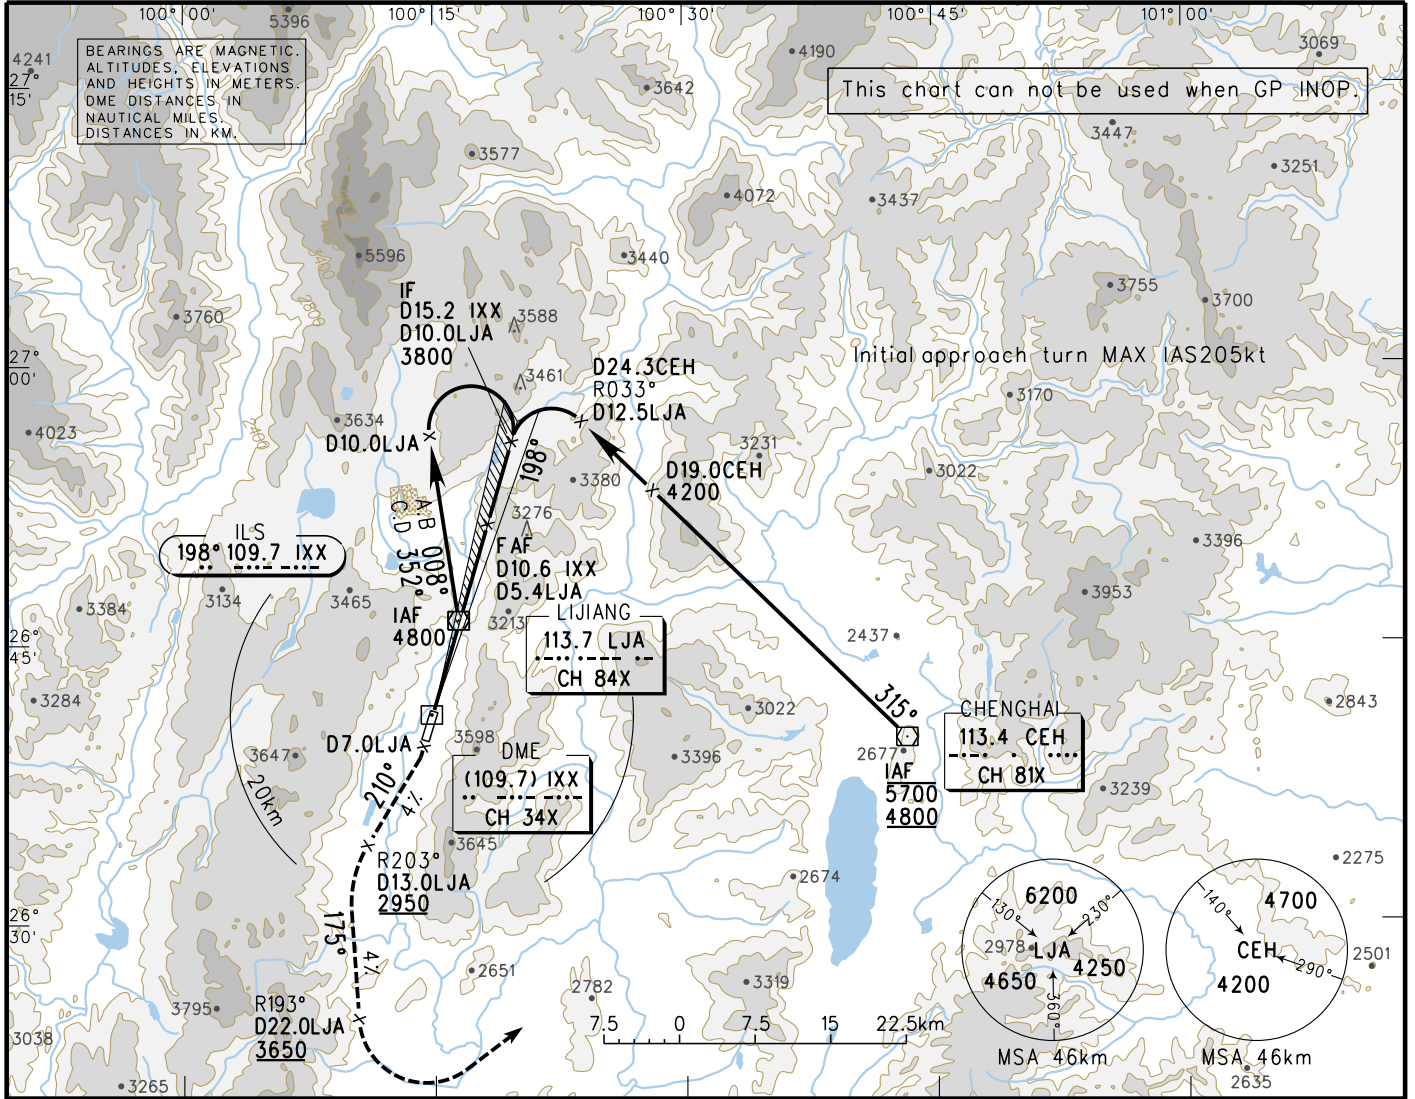 100° 00'
100° 15'
100° 30'
100° 45'
101° 00'
5396
4241
27°
15'
BEARINGS ARE MAGNETIC.
ALTITUDES, ELEVATIONS
AND HEIGHTS IN METERS.
DME DISTANCES IN
NAUTICAL MILES.
DISTANCES IN KM.
4190
3069
3642
This chart can not be used when GP INOP.
3447
3577
3251
4072
3437
5596
3440
2400
2800
3755
3700
3760
IF
D15.2 IXX
D10.0LJA
3800
3588
3461
27°
00'
Initial approach turn MAX IAS205kt
D24.3CEH
R033°
D12.5LJA
3170
3634
2400
4023
D10.0LJA
198°
3231
D19.0CEH
4200
3022
3380
3276
A.B 008°
C.D 352°
ILS
198° 109.7 IXX
FAF
D10.6 IXX
D5.4LJA
3396
3384
3134
3465
3953
IAF
4800
3213
LIJIANG
113.7 LJA
CH 84X
2437
26°
45'
3284
315°
3022
2843
CHENGHAI
113.4 CEH
CH 81X
D7.0LJA
3598
DME
(109.7) IXX
CH 34X
3647
3396
2677
IAF
5700
4800
20km
210°
4%
3239
3645
R203°
D13.0LJA
2950
2674
2275
26°
30'
175°
4%
6200
130°
230°
2978
LJA
4650
4250
360°
MSA 46km
4700
140°
CEH
290°
4200
MSA 46km
2501
2651
2782
3319
3795
R193°
D22.0LJA
3650
3038
7.5 0 7.5 15 22.5km
3265
2635